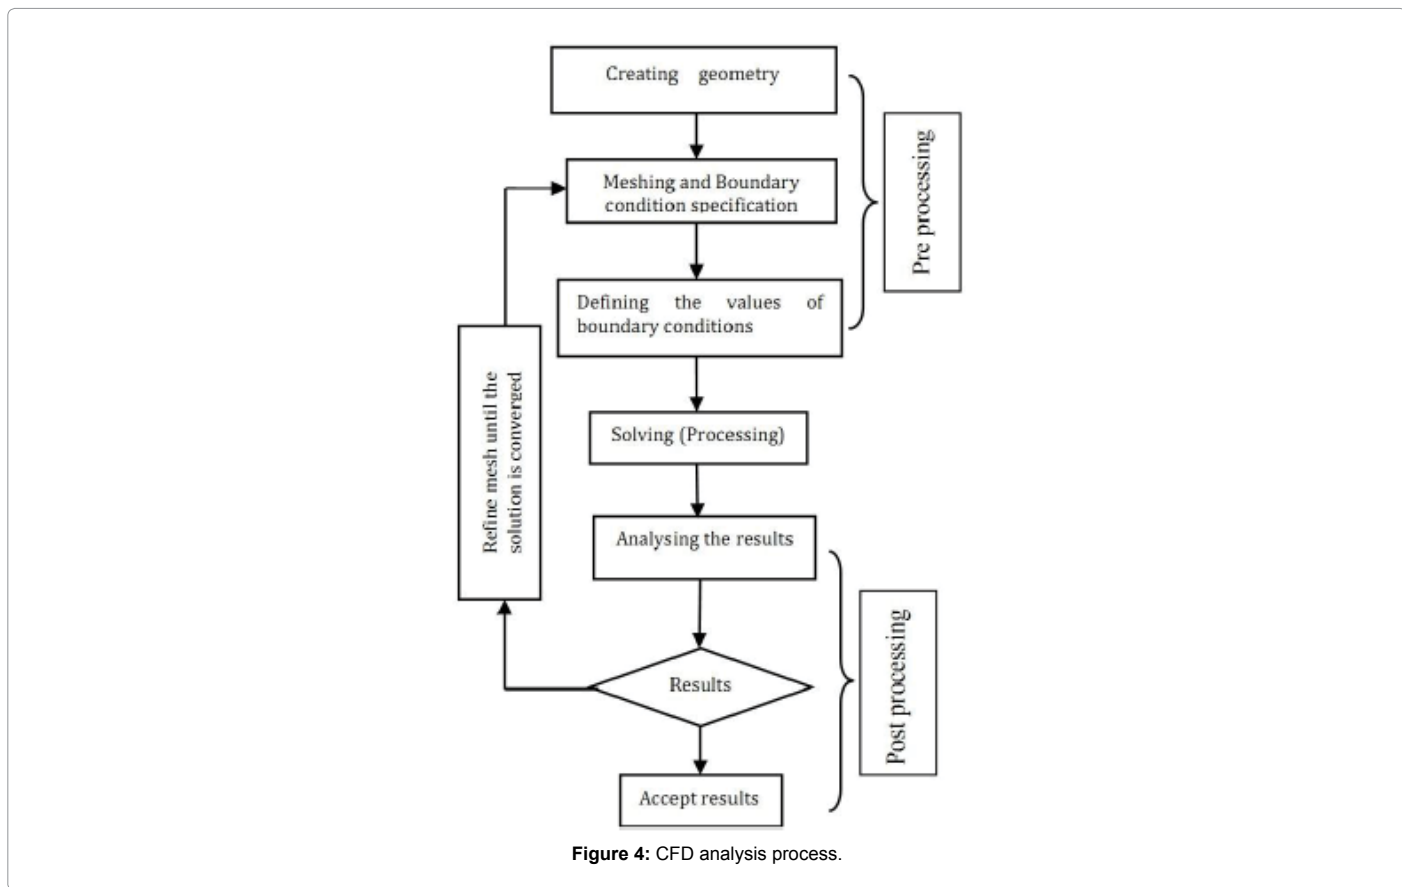 Creating geometry
Pre processing
Meshing and Boundary
condition specification
Defining the values of
boundary conditions
Refine mesh until the
solution is converged
Solving (Processing)
Analysing the results
Results
Post processing
Accept results
Figure 4: CFD analysis process.